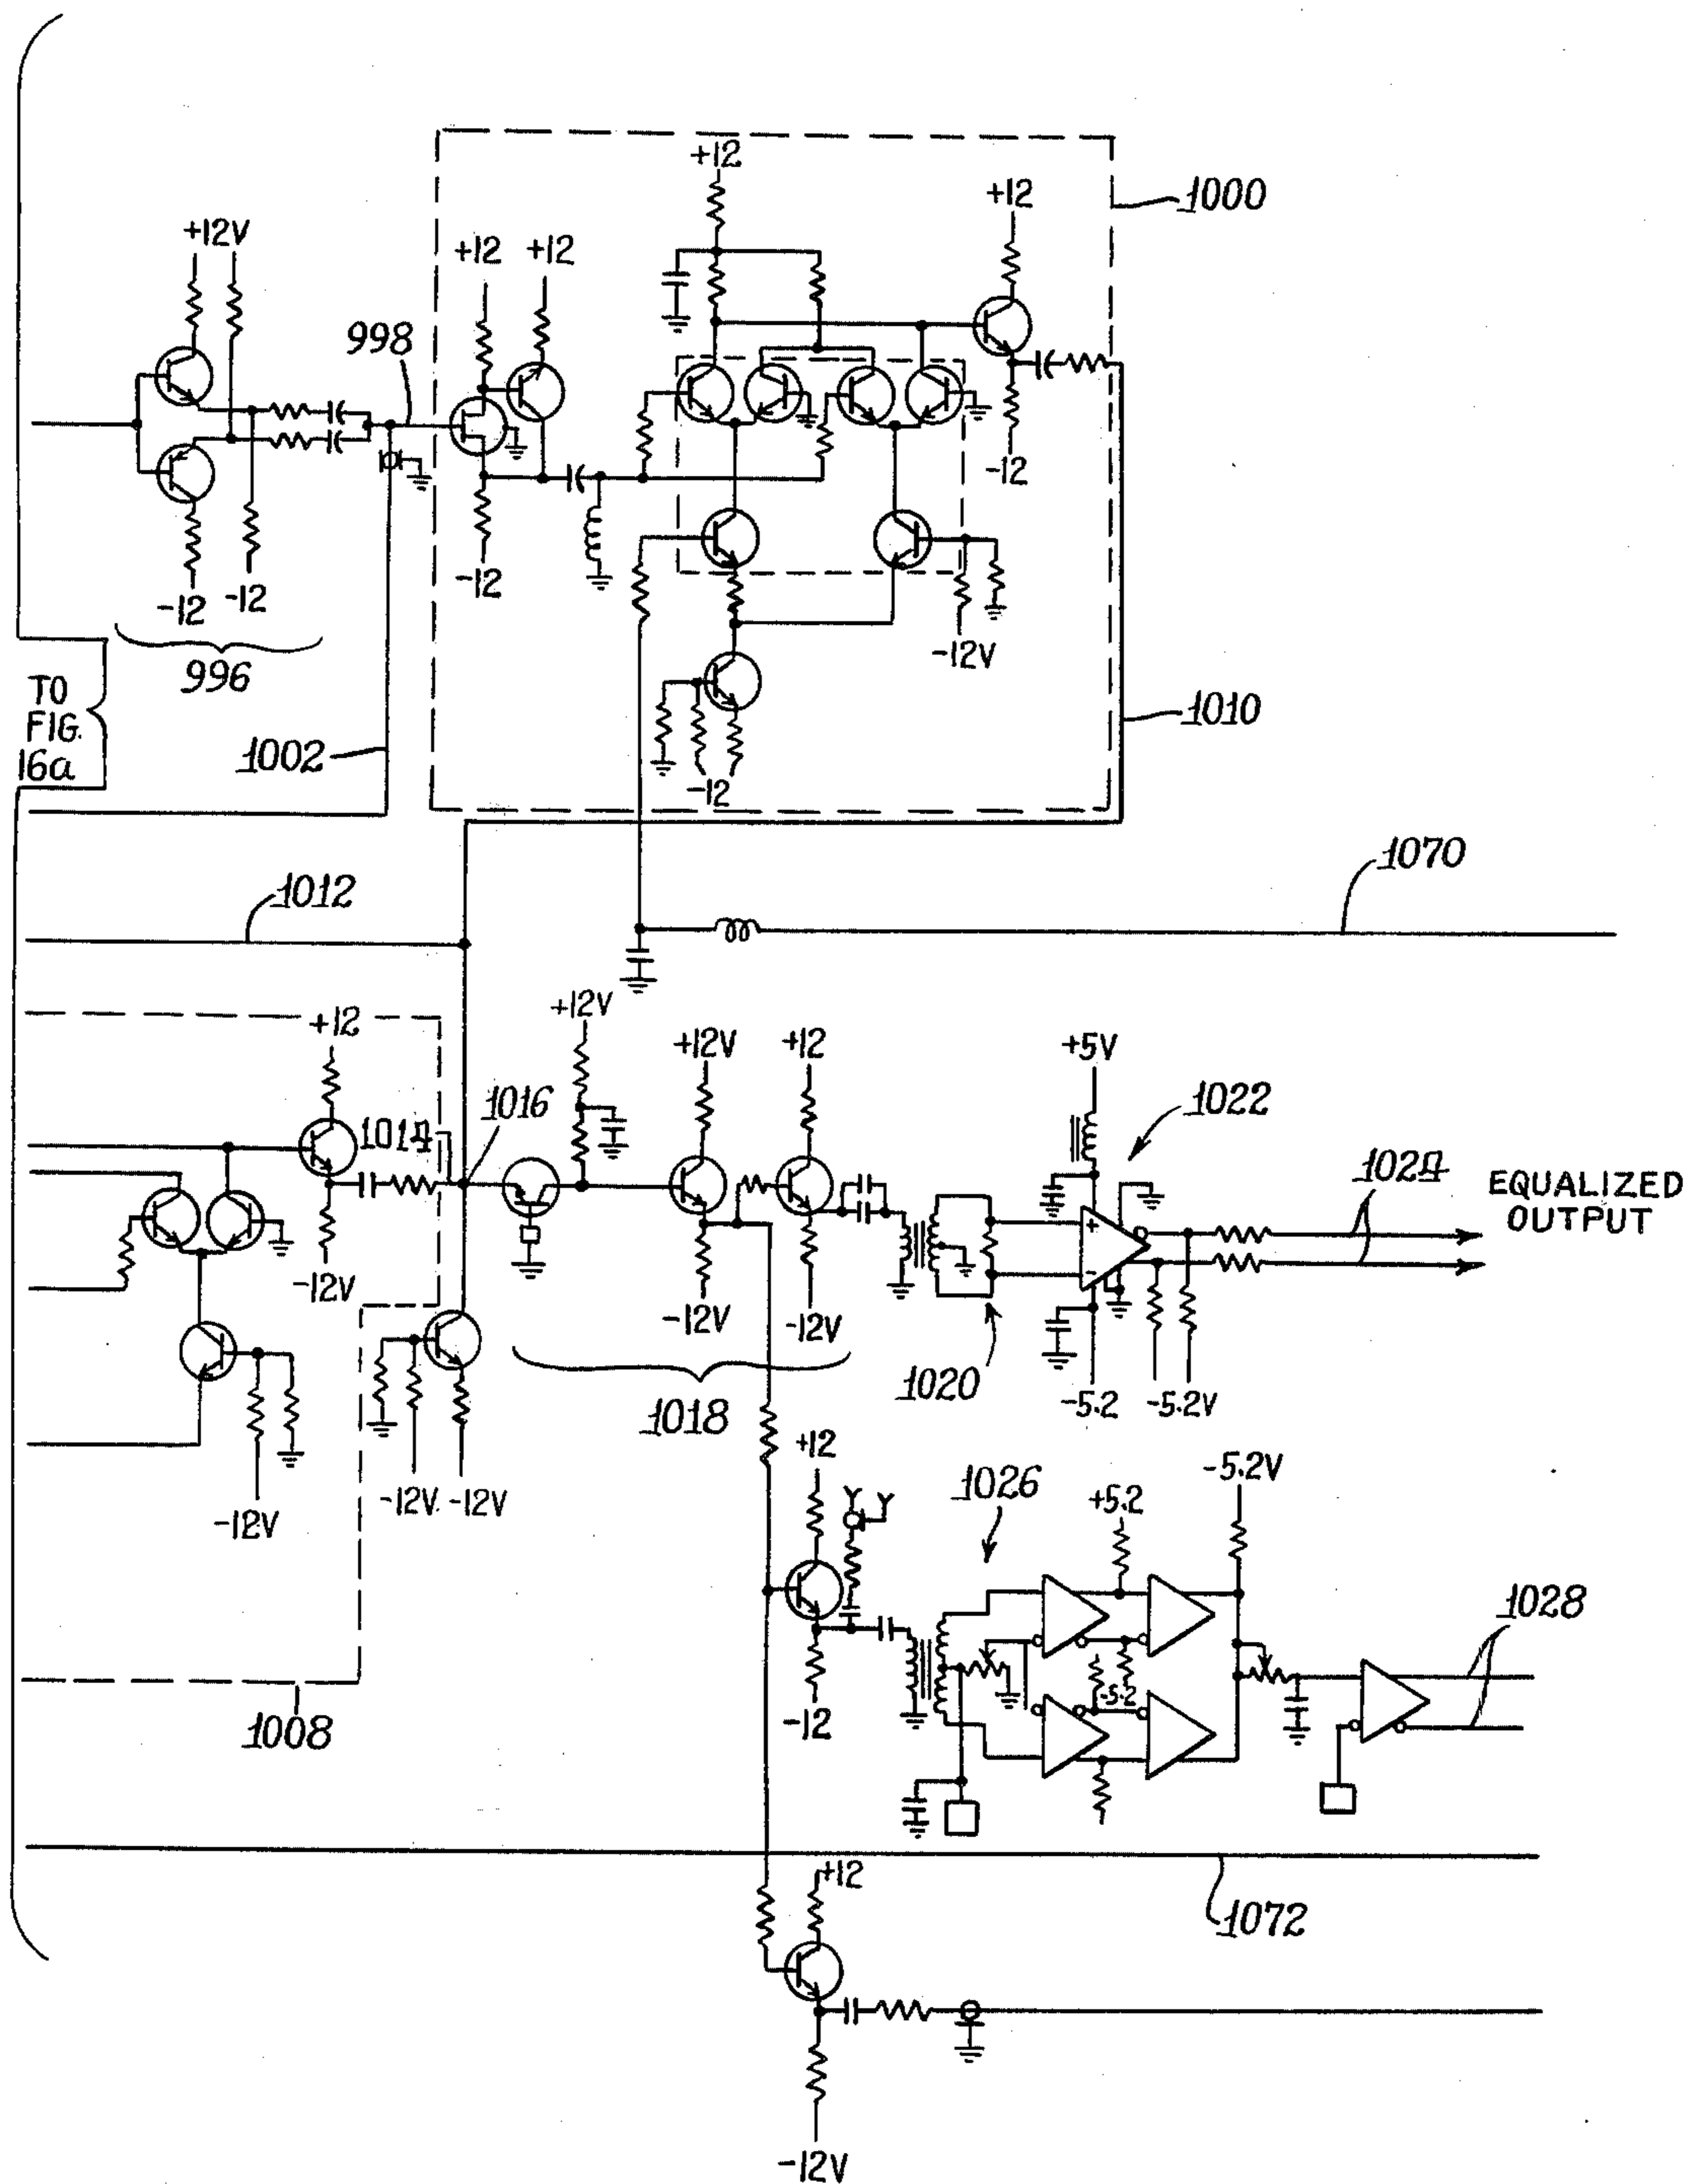 +12
1000
+12
+12V
+12
+12
998
-12
-12
-12
-12
-12V
996
TO
FIG.
16a
1010
1002
-12
1070
1012
+12V
+12
+12V
+12
+5V
1016
1022
1014
1024
EQUALIZED
OUTPUT
-12V
-12V
-12V
1020
-5.2
-5.2V
1018
+12
-5.2V
1026
+5.2
-12V
-12V
-12V
Y
Y
1028
-5.2
-12
1008
+12
1072
-12V